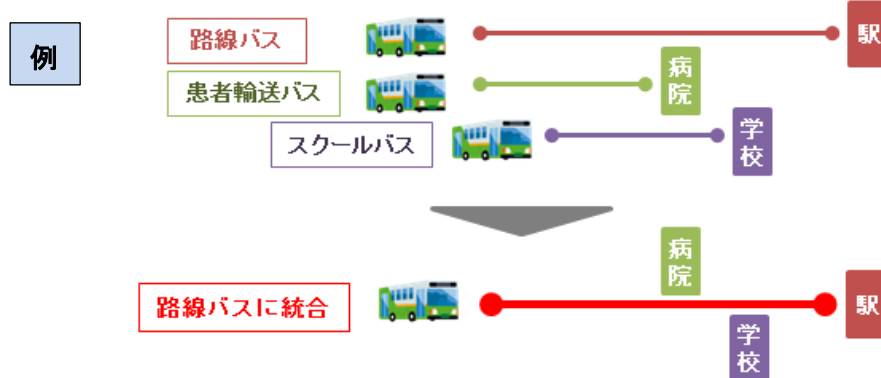 例
路線バス
駅
患者輸送バス
病院
スクールバス
学校
病院
路線バスに統合
駅
学校